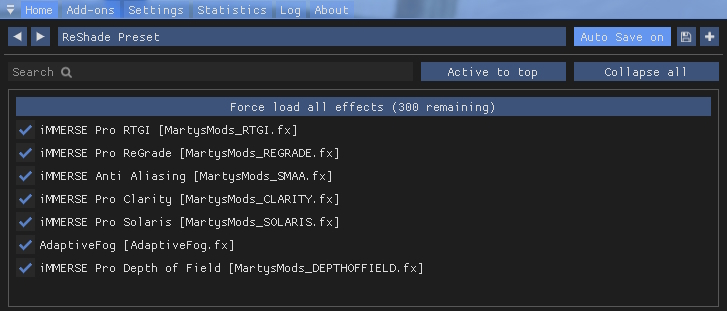 Home Add-ons Settings Statistics Log About
ReShade Preset Auto Save on
Search Active to top Collapse all
Force load all effects (300 remaining)
iMMERSE Pro RTGI [MartysMods_RTGI.fx]
iMMERSE Pro ReGrade [MartysMods_REGRADE.fx]
iMMERSE Anti Aliasing [MartysMods_SMAA.fx]
iMMERSE Pro Clarity [MartysMods_CLARITY.fx]
iMMERSE Pro Solaris [MartysMods_SOLARIS.fx]
AdaptiveFog [AdaptiveFog.fx]
iMMERSE Pro Depth of Field [MartysMods_DEPTHOFFIELD.fx]